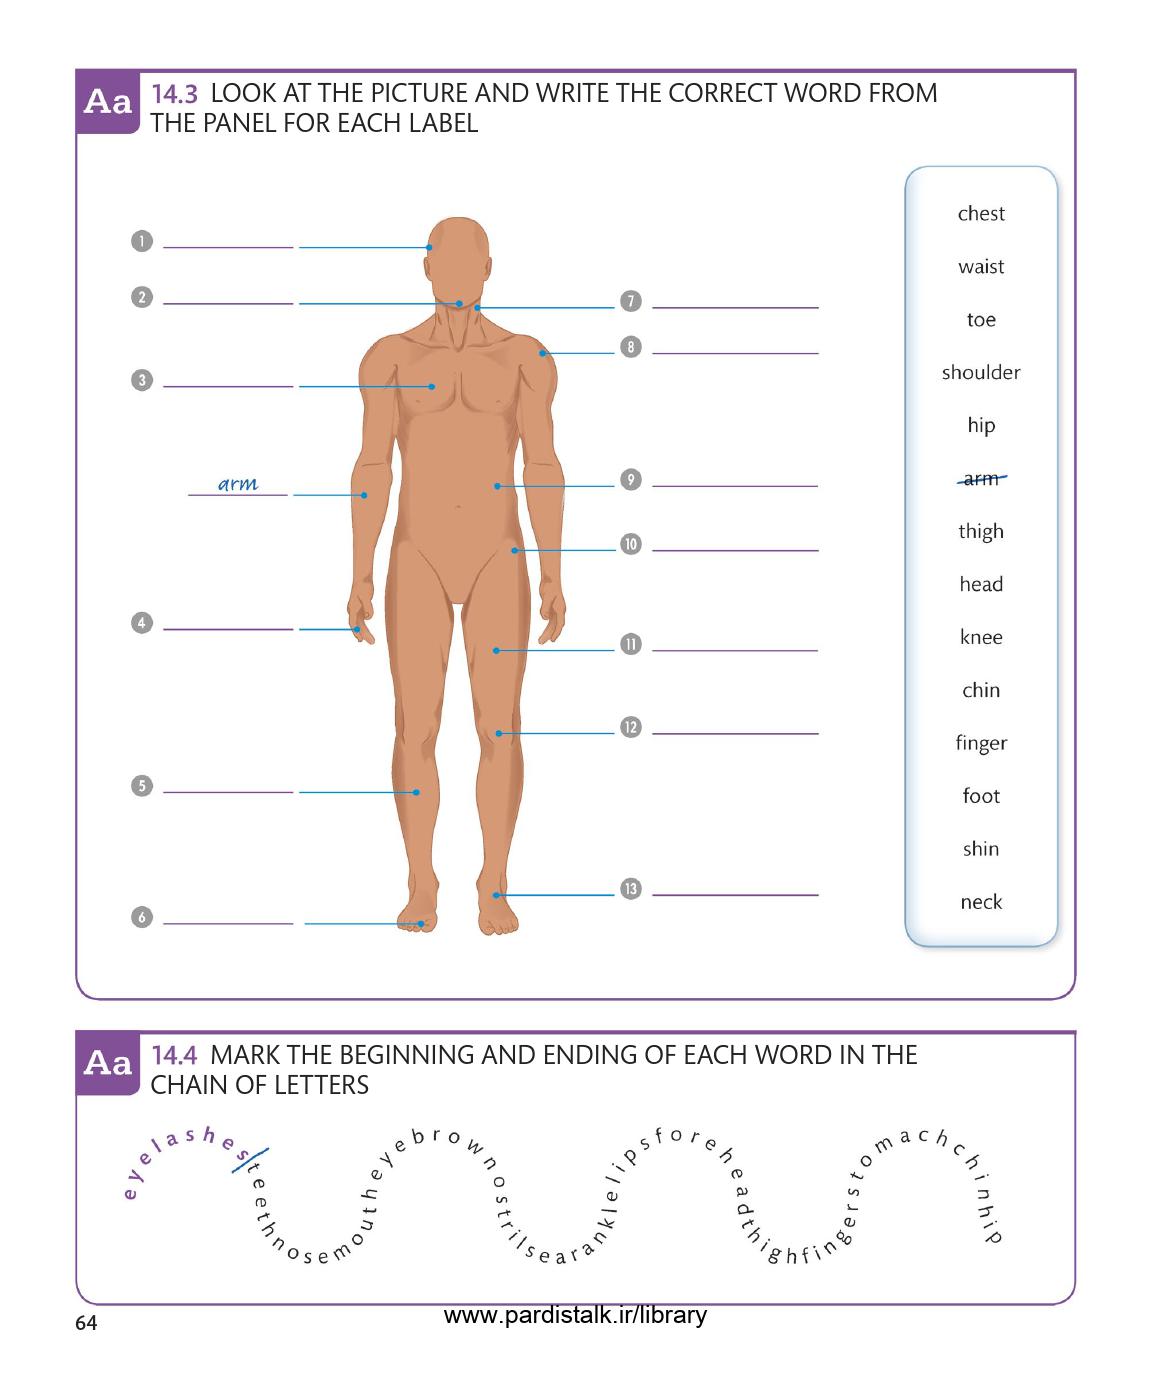 Aa 14.3 LOOK AT THE PICTURE AND WRITE THE CORRECT WORD FROM
THE PANEL FOR EACH LABEL
1
2
3
arm
4
5
6
7
8
9
10
11
12
13
chest
waist
toe
shoulder
hip
arm
thigh
head
knee
chin
finger
foot
shin
neck
Aa 14.4 MARK THE BEGINNING AND ENDING OF EACH WORD IN THE
CHAIN OF LETTERS
eyelashesteethnosemoutheyebrownostrilsearanklelipsforeheadthighfingerstomachchinhip
www.pardistalk.ir/library
64